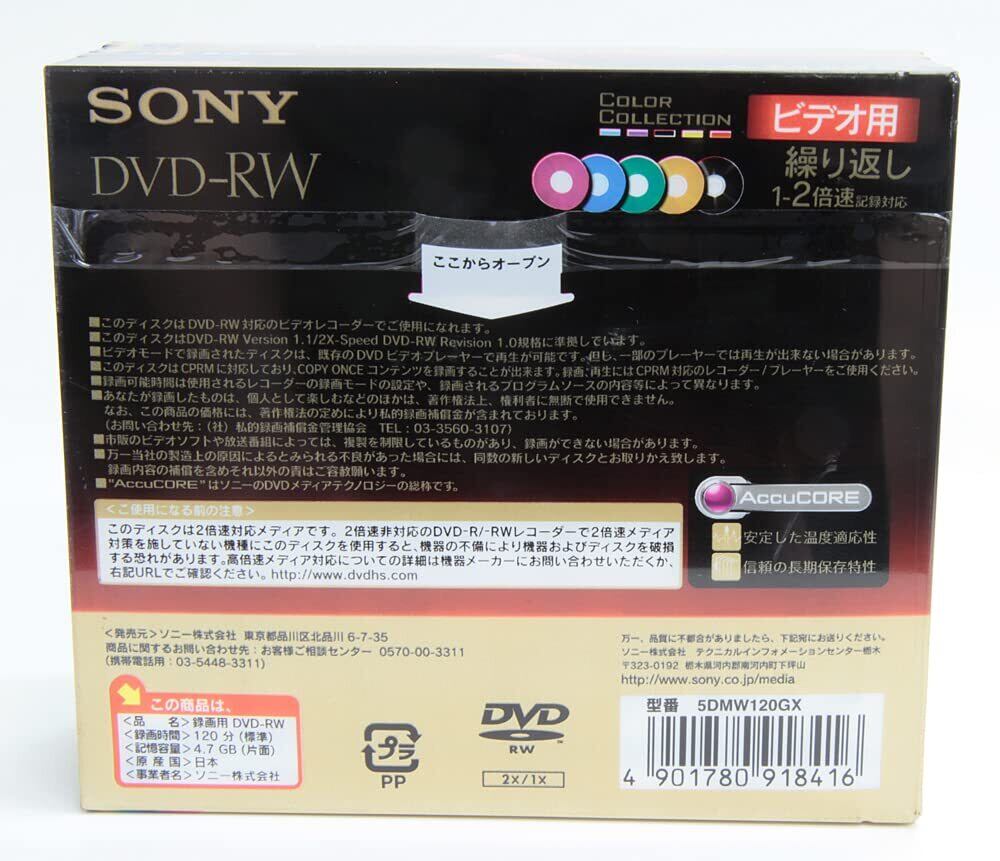 SONY
DVD-RW
COLOR
COLLECTION
ビデオ用
繰り返し
1-2倍速記録対応
ここからオープン
■このディスクはDVD-RW対応のビデオレコーダーでご使用になれます。
■このディスクはDVD-RW Version 1.1/2X-Speed DVD-RW Revision 1.0規格に準拠しています。
■ビデオモードで録画されたディスクは、既存のDVDビデオプレーヤーで再生が可能です。但し、一部のプレーヤーでは再生が出来ない場合があります。
■このディスクはCPRMに対応しており、COPY ONCEコンテンツを録画することが出来ます。録画・再生にはCPRM対応のレコーダー/プレーヤーをご使用ください。
■録画可能時間は使用されるレコーダーの録画モードの設定や、録画されるプログラムソースの内容等によって異なります。
■あなたが録画したものは、個人として楽しむなどのほかは、著作権法上、権利者に無断で使用できません。
なお、この商品の価格には、著作権法の定めにより私的録画補償金が含まれております。
(お問い合わせ先:(社)私的録画補償金管理協会 TEL:03-3560-3107)
■市販のビデオソフトや放送番組によっては、複製を制限しているものがあり、録画ができない場合があります。
■万一当社の製造上の原因によるとみられる不良があった場合には、同数の新しいディスクとお取りかえ致します。
録画内容の補償を含めそれ以外の責はご容赦願います。
■“AccuCORE”はソニーのDVDメディアテクノロジーの総称です。
<ご使用になる前の注意>
このディスクは2倍速対応メディアです。2倍速非対応のDVD-R/-RWレコーダーで2倍速メディア
対策を施していない機種にこのディスクを使用すると、機器の不備により機器およびディスクを破損
する恐れがあります。高倍速メディア対応についての詳細は機器メーカーにお問い合わせいただくか、
右記URLでご確認ください。http://www.dvdhs.com
AccuCORE
安定した温度適応性
信頼の長期保存特性
<発売元>ソニー株式会社 東京都品川区北品川6-7-35
商品に関するお問い合わせ先:お客様ご相談センター 0570-00-3311
(携帯電話用:03-5448-3311)
万一、品質に不都合がありましたら、下記宛にお送りください。
ソニー株式会社 テクニカルインフォメーションセンター栃木
〒323-0192 栃木県河内郡南河内町下坪山
http://www.sony.co.jp/media
この商品は、
<品 名>録画用DVD-RW
<録画時間>120分(標準)
<記憶容量>4.7GB(片面)
<原産国>日本
<事業者名>ソニー株式会社
プラ
PP
DVD
RW
TM
2X/1X
型番 5DMW120GX
4 901780 918416